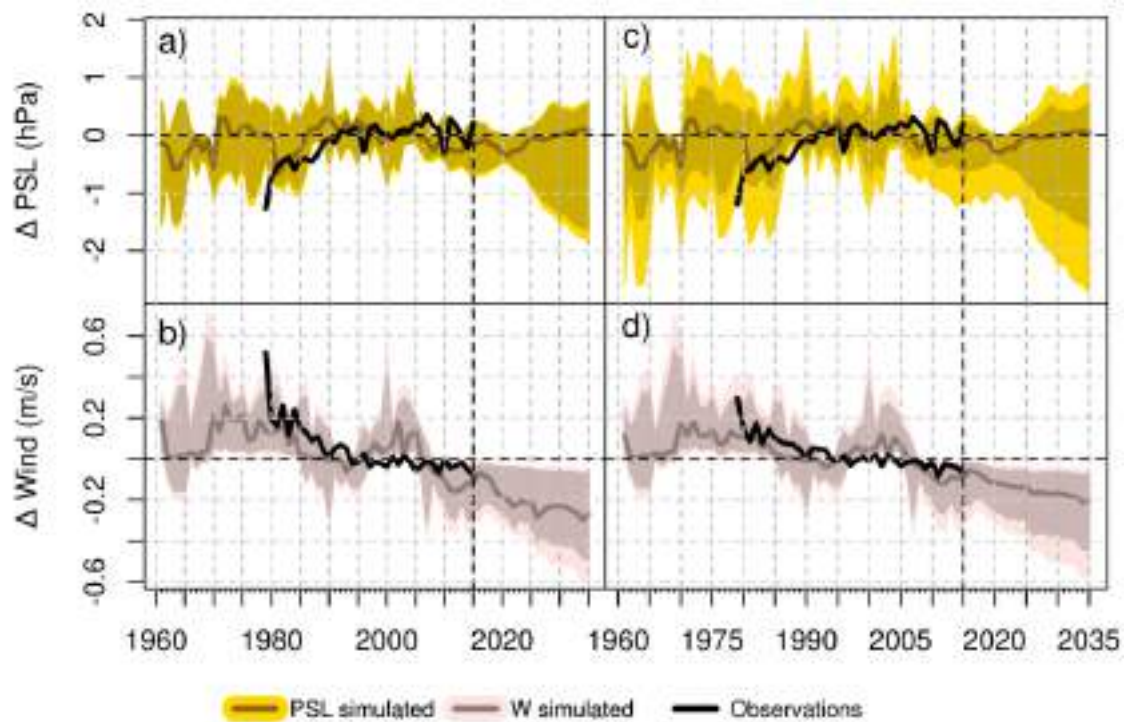 a)
c)
Δ PSL (hPa)
2
1
0
-1
-2
b)
d)
Δ Wind (m/s)
0.6
0.2
-0.2
-0.6
1960 1980 2000 2020 1960 1975 1990 2005 2020 2035
PSL simulated W simulated Observations